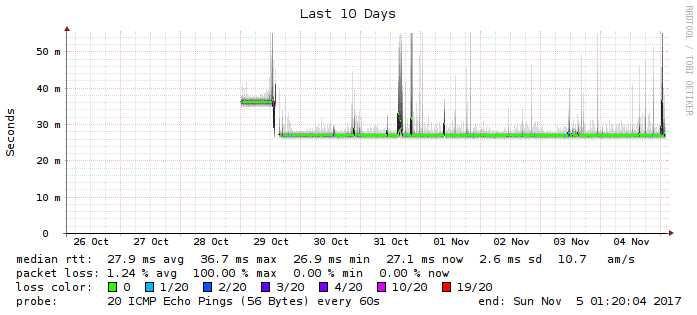 Last 10 Days
RRDTOOL / TOBI OETIKER
Seconds
50 m
40 m
30 m
20 m
10 m
0
26 Oct 27 Oct 28 Oct 29 Oct 30 Oct 31 Oct 01 Nov 02 Nov 03 Nov 04 Nov
median rtt: 27.9 ms avg 36.7 ms max 26.9 ms min 27.1 ms now 2.6 ms sd 10.7 am/s
packet loss: 1.24 % avg 100.00 % max 0.00 % min 0.00 % now
loss color: 0 1/20 2/20 3/20 4/20 10/20 19/20
probe: 20 ICMP Echo Pings (56 Bytes) every 60s end: Sun Nov 5 01:20:04 2017